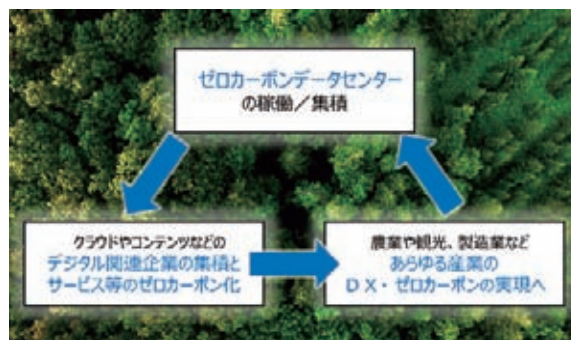 ゼロカーボンデータセンター
の稼働／集積
クラウドやコンテンツなどの
デジタル関連企業の集積と
サービス等のゼロカーボン化
農業や観光、製造業など
あらゆる産業の
ＤＸ・ゼロカーボンの実現へ